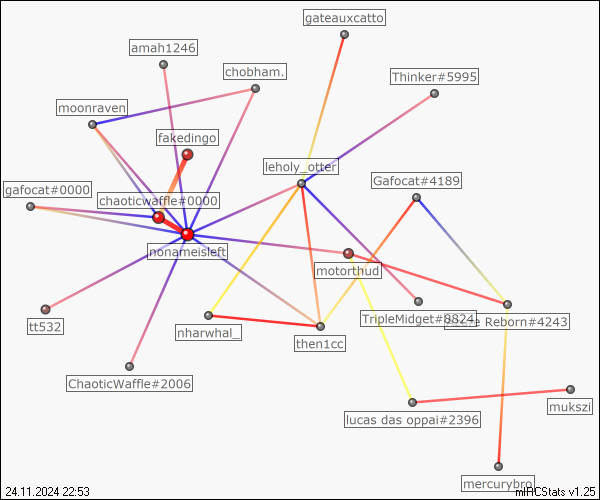 gateauxcatto
amah1246
chobham.
Thinker#5995
moonraven
fakedingo
leholy_otter
Gafocat#4189
gafocat#0000
chaoticwaffle#0000
nonameisleft
motorthud
TripleMidget#8824
Reborn#4243
tt532
nharwhal_
then1cc
ChaoticWaffle#2006
mukszi
lucas das oppai#2396
mercurybro
24.11.2024 22:53
mIRCStats v1.25